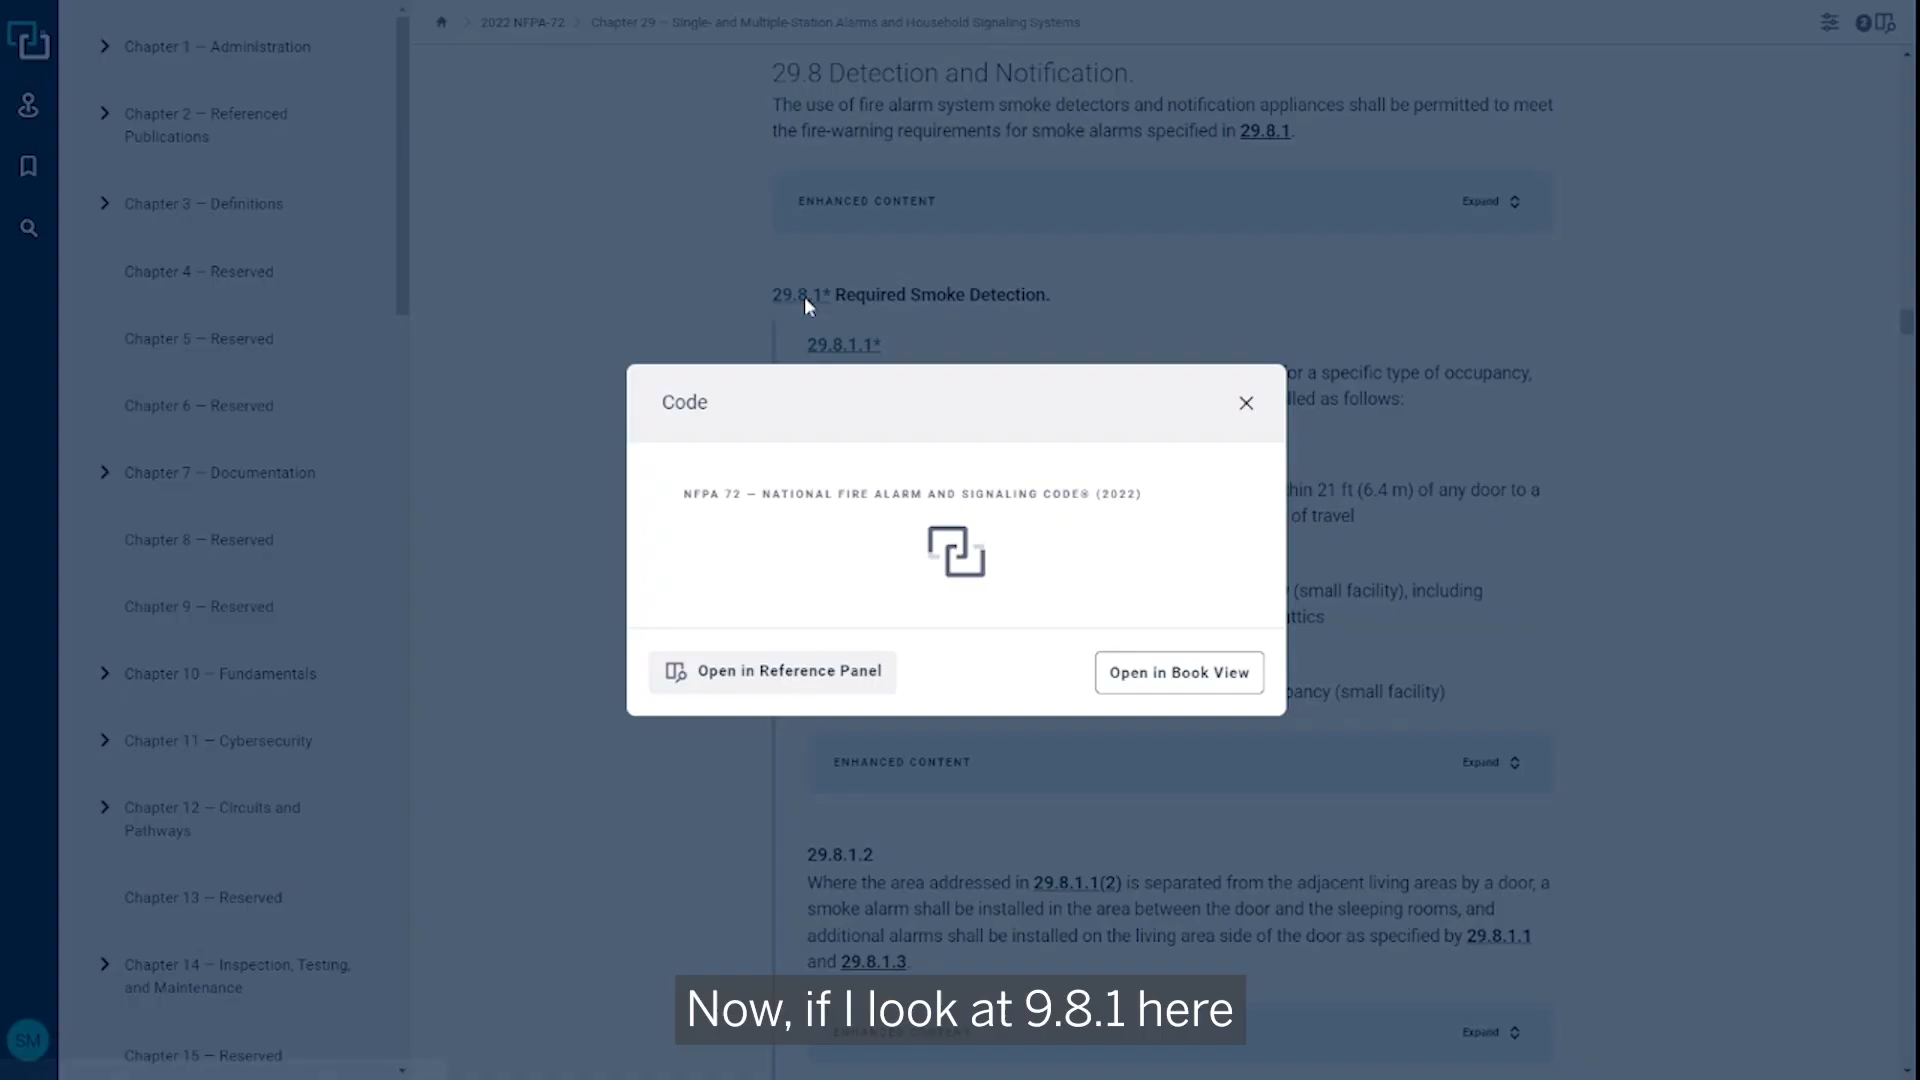 2022 NFPA-72
Chapter 29 — Single- and Multiple-Station Alarms and Household Signaling Systems
2
Chapter 1 — Administration
Chapter 2 — Referenced
Publications
Chapter 3 — Definitions
Chapter 4 — Reserved
Chapter 5 — Reserved
Chapter 6 — Reserved
Chapter 7 — Documentation
Chapter 8 — Reserved
Chapter 9 — Reserved
Chapter 10 — Fundamentals
Chapter 11 — Cybersecurity
Chapter 12 — Circuits and
Pathways
Chapter 13 — Reserved
Chapter 14 — Inspection, Testing,
and Maintenance
Chapter 15 — Reserved
SM
29.8 Detection and Notification.
The use of fire alarm system smoke detectors and notification appliances shall be permitted to meet
the fire-warning requirements for smoke alarms specified in 29.8.1.
ENHANCED CONTENT Expand
29.8.1* Required Smoke Detection.
29.8.1.1*
or a specific type of occupancy,
lled as follows:
hin 21 ft (6.4 m) of any door to a
of travel
(small facility), including
ttics
pancy (small facility)
Code
NFPA 72 — NATIONAL FIRE ALARM AND SIGNALING CODE® (2022)
Open in Reference Panel
Open in Book View
ENHANCED CONTENT Expand
29.8.1.2
Where the area addressed in 29.8.1.1(2) is separated from the adjacent living areas by a door, a
smoke alarm shall be installed in the area between the door and the sleeping rooms, and
additional alarms shall be installed on the living area side of the door as specified by 29.8.1.1
and 29.8.1.3.
Expand
Now, if I look at 9.8.1 here